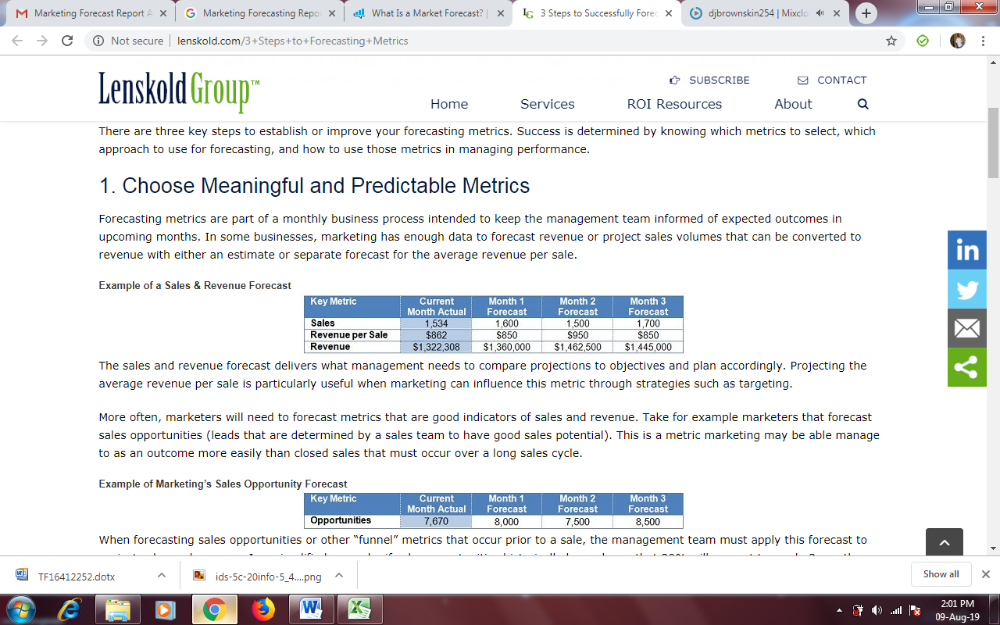 Marketing Forecast Report A
Marketing Forecasting Repo
What Is a Market Forecast? |
3 Steps to Successfully Forec
djbrownskin254 | Mixclo
Not secure
lenskold.com/3+Steps+to+Forecasting+Metrics
Lenskold Group™
SUBSCRIBE
CONTACT
Home
Services
ROI Resources
About
There are three key steps to establish or improve your forecasting metrics. Success is determined by knowing which metrics to select, which
approach to use for forecasting, and how to use those metrics in managing performance.
1. Choose Meaningful and Predictable Metrics
Forecasting metrics are part of a monthly business process intended to keep the management team informed of expected outcomes in
upcoming months. In some businesses, marketing has enough data to forecast revenue or project sales volumes that can be converted to
revenue with either an estimate or separate forecast for the average revenue per sale.
Example of a Sales & Revenue Forecast
Key Metric Current Month 1 Month 2 Month 3
Month Actual Forecast Forecast Forecast
Sales 1,534 1,600 1,500 1,700
Revenue per Sale $862 $850 $950 $850
Revenue $1,322,308 $1,360,000 $1,462,500 $1,445,000
The sales and revenue forecast delivers what management needs to compare projections to objectives and plan accordingly. Projecting the
average revenue per sale is particularly useful when marketing can influence this metric through strategies such as targeting.
More often, marketers will need to forecast metrics that are good indicators of sales and revenue. Take for example marketers that forecast
sales opportunities (leads that are determined by a sales team to have good sales potential). This is a metric marketing may be able manage
to as an outcome more easily than closed sales that must occur over a long sales cycle.
Example of Marketing's Sales Opportunity Forecast
Key Metric Current Month 1 Month 2 Month 3
Month Actual Forecast Forecast Forecast
Opportunities 7,670 8,000 7,500 8,500
When forecasting sales opportunities or other “funnel” metrics that occur prior to a sale, the management team must apply this forecast to
TF16412252.dotx
ids-5c-20info-5_4....png
Show all
2:01 PM
09-Aug-19